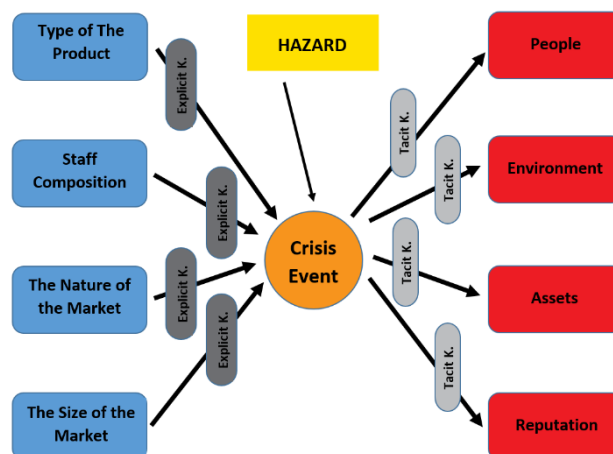 Type of The
Product
HAZARD
People
Explicit K.
Tacit K.
Staff
Composition
Explicit K.
Tacit K.
Environment
Crisis
Event
The Nature of
the Market
Explicit K.
Tacit K.
Assets
Explicit K.
Tacit K.
The Size of the
Market
Reputation